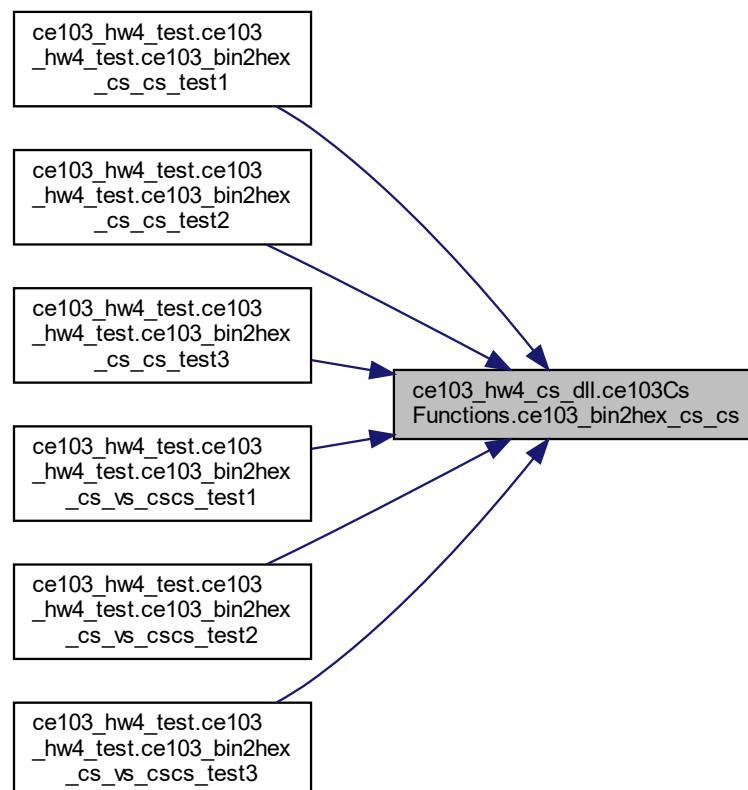 ce103_hw4_test.ce103
_hw4_test.ce103_bin2hex
_cs_cs_test1
ce103_hw4_test.ce103
_hw4_test.ce103_bin2hex
_cs_cs_test2
ce103_hw4_test.ce103
_hw4_test.ce103_bin2hex
_cs_cs_test3
ce103_hw4_cs_dll.ce103Cs
Functions.ce103_bin2hex_cs_cs
ce103_hw4_test.ce103
_hw4_test.ce103_bin2hex
_cs_vs_cscs_test1
ce103_hw4_test.ce103
_hw4_test.ce103_bin2hex
_cs_vs_cscs_test2
ce103_hw4_test.ce103
_hw4_test.ce103_bin2hex
_cs_vs_cscs_test3